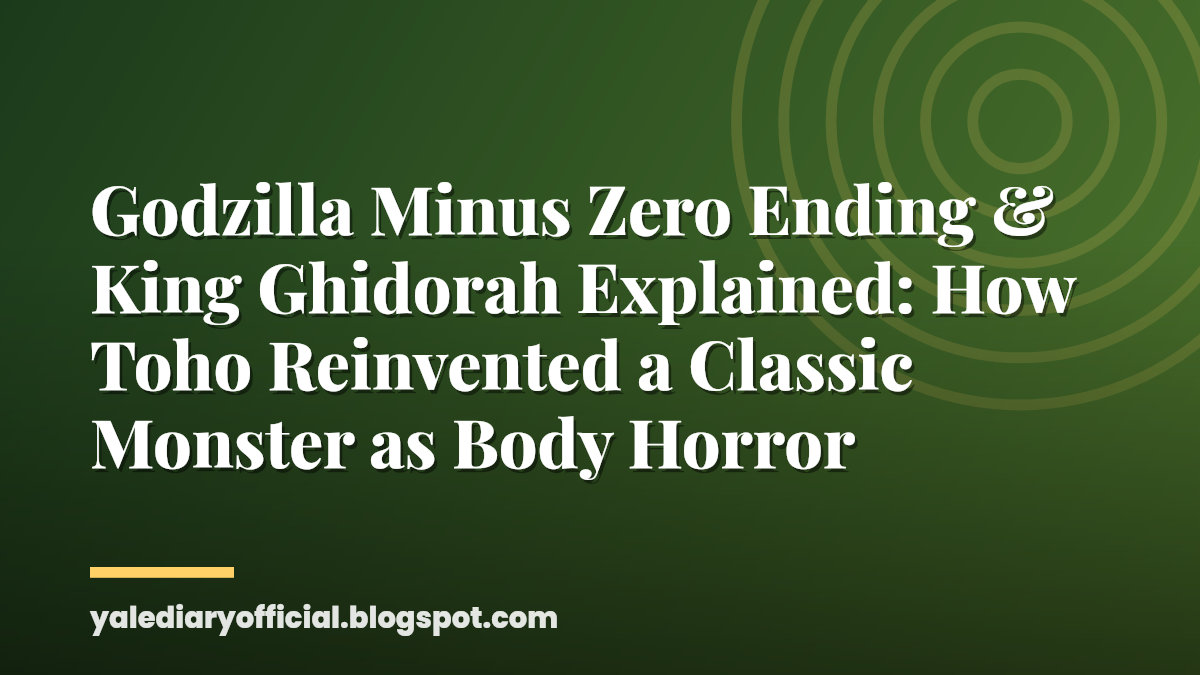 Godzilla Minus Zero Ending &
King Ghidorah Explained: How
Toho Reinvented a Classic
Monster as Body Horror
yalediaryofficial.blogspot.com